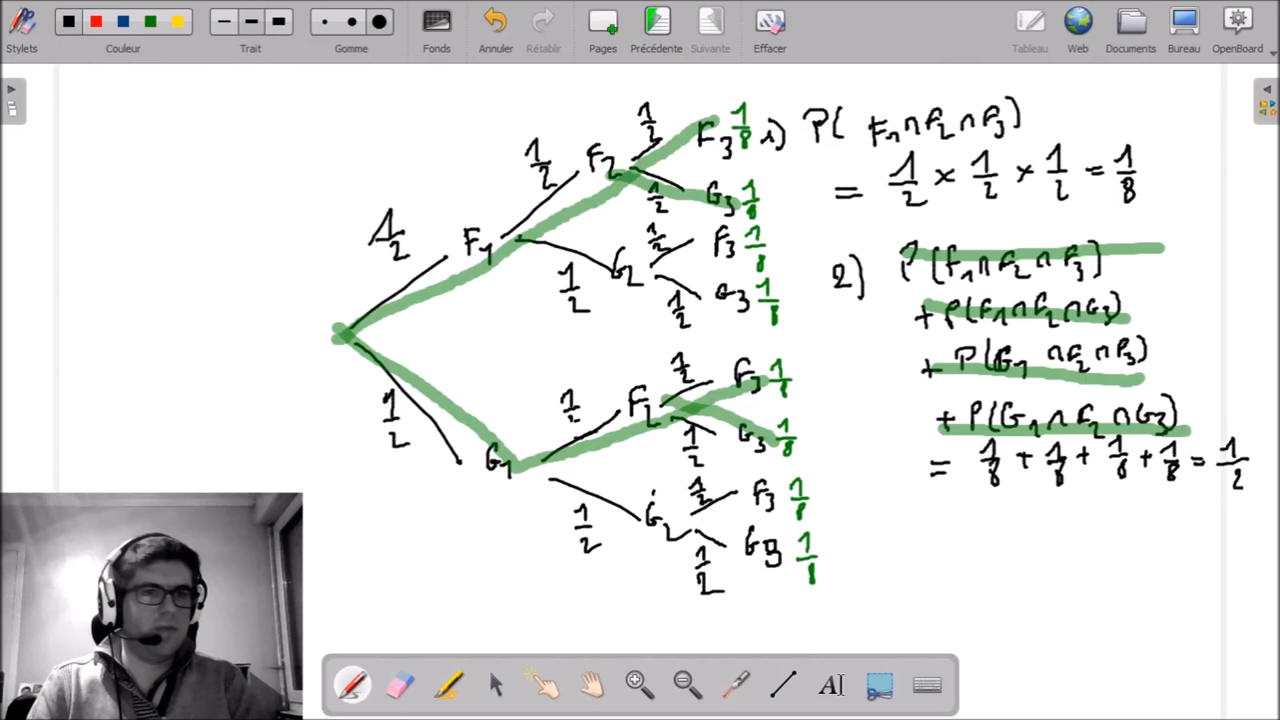 Stylets
Couleur
Trait
Gomme
Fonds
Annuler
Rétablir
Pages
Précédente
Suivante
Effacer
Tableau
Web
Documents
Bureau
OpenBoard
1/2 F1
1/2 F2
1/2 F3 1/8
1/2 G3 1/8
1/2 G2
1/2 F3 1/8
1/2 G3 1/8
1/2 G1
1/2 F2
1/2 F3 1/8
1/2 G3 1/8
1/2 G2
1/2 F3 1/8
1/2 G3 1/8
1) P( F1 ∩ F2 ∩ F3)
= 1/2 × 1/2 × 1/2 = 1/8
2) P(F1 ∩ F2 ∩ F3)
+ P(F1 ∩ F2 ∩ G3)
+ P(G1 ∩ F2 ∩ F3)
+ P(G1 ∩ F2 ∩ G3)
= 1/8 + 1/8 + 1/8 + 1/8 = 1/2
AI